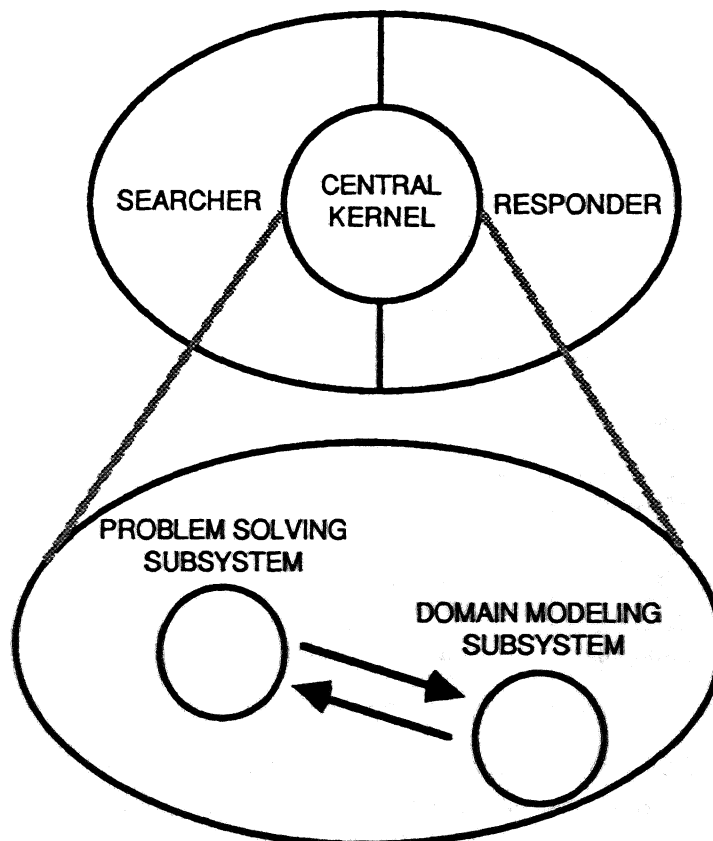 SEARCHER
CENTRAL
KERNEL
RESPONDER
PROBLEM SOLVING
SUBSYSTEM
DOMAIN MODELING
SUBSYSTEM